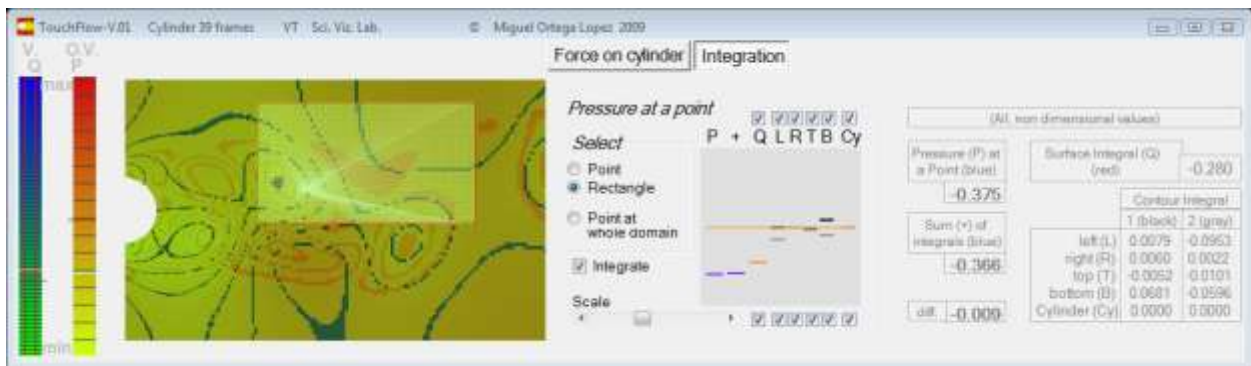 TouchFlow-V.01 Cylinder 39 frames VT Sci. Vis. Lab. © Miguel Ortega Lopez 2009
V. O.V.
Q P
max
min
Force on cylinder Integration
Pressure at a point
Select
Point
Rectangle
Point at
whole domain
Integrate
Scale
P + Q L R T B Cy
(All, non dimensional values)
Pressure (P) at
a Point (blue)
-0.375
Surface Integral (Q)
(red)
-0.280
Sum (+) of
integrals (blue)
-0.366
diff. -0.009
Contour Integral
1 (black) 2 (gray)
left (L) 0.0079 -0.0953
right (R) 0.0060 0.0022
top (T) -0.0052 -0.0101
bottom (B) 0.0681 -0.0596
Cylinder (Cy) 0.0000 0.0000